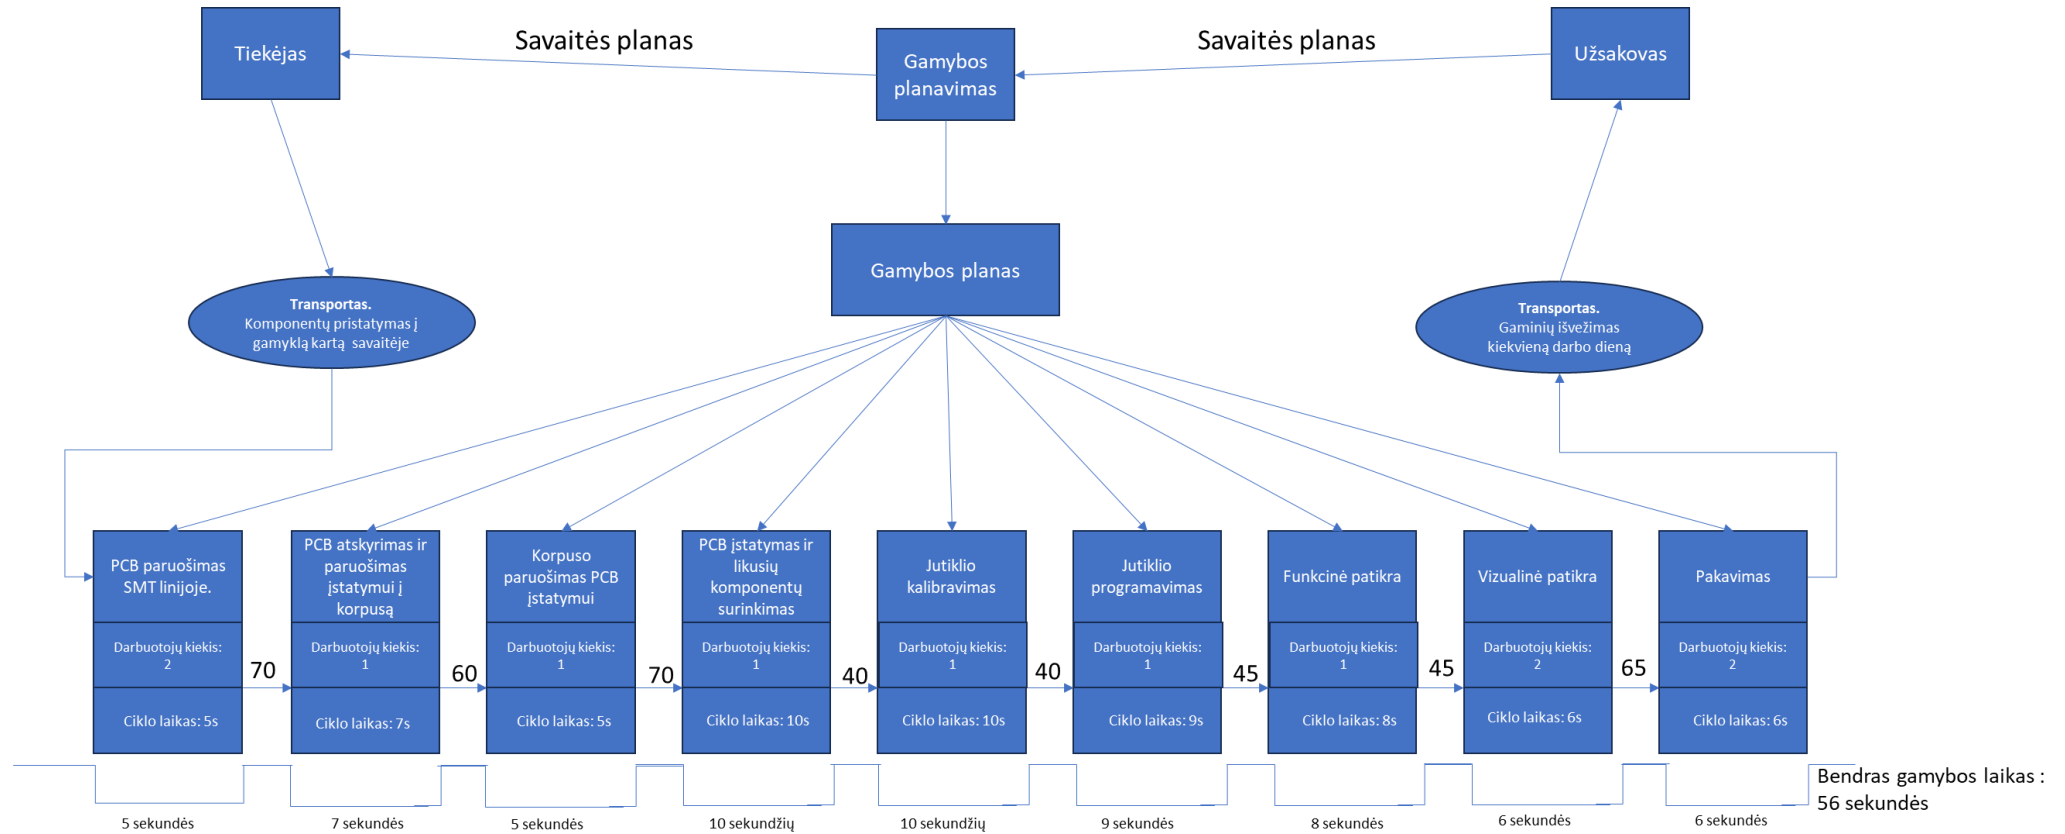 Tiekėjas
Savaitės planas
Gamybos
planavimas
Savaitės planas
Užsakovas
Gamybos planas
Transportas.
Komponentų pristatymas į
gamyklą kartą savaitėje
Transportas.
Gaminių išvežimas
kiekvieną darbo dieną
PCB paruošimas
SMT linijoje.
Darbuotojų kiekis:
2
Ciklo laikas: 5s
70
PCB atskyrimas ir
paruošimas
įstatymui į
korpusą
Darbuotojų kiekis:
1
Ciklo laikas: 7s
60
Korpuso
paruošimas PCB
įstatymui
Darbuotojų kiekis:
1
Ciklo laikas: 5s
70
PCB įstatymas ir
likusių
komponentų
surinkimas
Darbuotojų kiekis:
1
Ciklo laikas: 10s
40
Jutiklio
kalibravimas
Darbuotojų kiekis:
1
Ciklo laikas: 10s
40
Jutiklio
programavimas
Darbuotojų kiekis:
1
Ciklo laikas: 9s
45
Funkcinė patikra
Darbuotojų kiekis:
1
Ciklo laikas: 8s
45
Vizualinė patikra
Darbuotojų kiekis:
2
Ciklo laikas: 6s
65
Pakavimas
Darbuotojų kiekis:
2
Ciklo laikas: 6s
5 sekundės
7 sekundės
5 sekundės
10 sekundžių
10 sekundžių
9 sekundės
8 sekundės
6 sekundės
6 sekundės
Bendras gamybos laikas :
56 sekundės